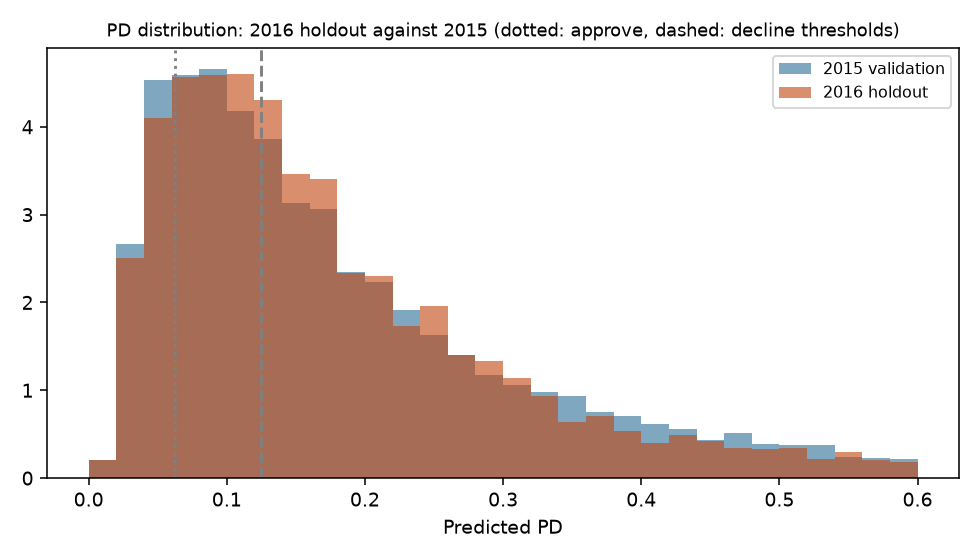 PD distribution: 2016 holdout against 2015 (dotted: approve, dashed: decline thresholds)
2015 validation
2016 holdout
4
3
2
1
0
0.0 0.1 0.2 0.3 0.4 0.5 0.6
Predicted PD